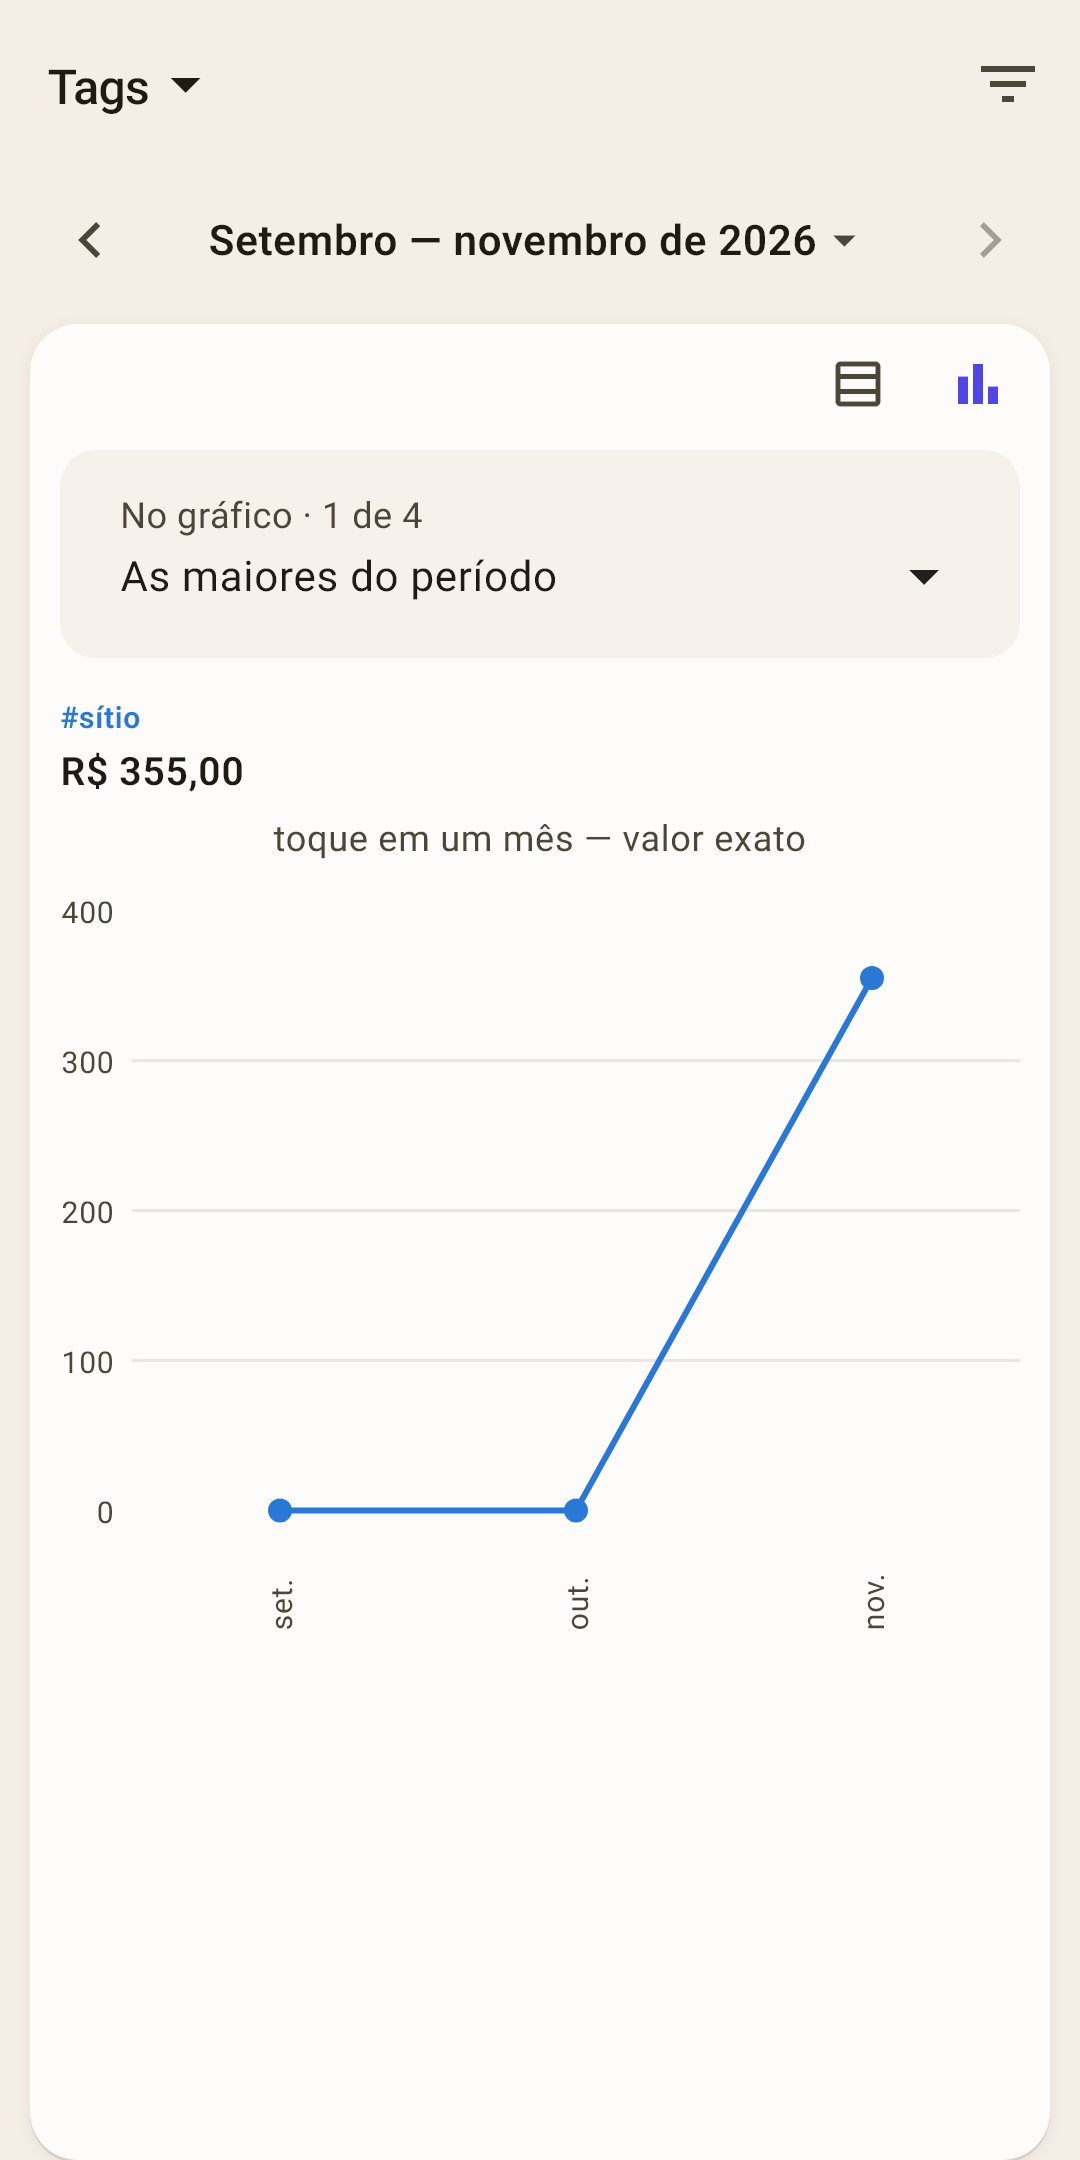 Tags
Setembro — novembro de 2026
No gráfico · 1 de 4
As maiores do período
#sítio
R$ 355,00
toque em um mês — valor exato
400
300
200
100
0
set.
out.
nov.